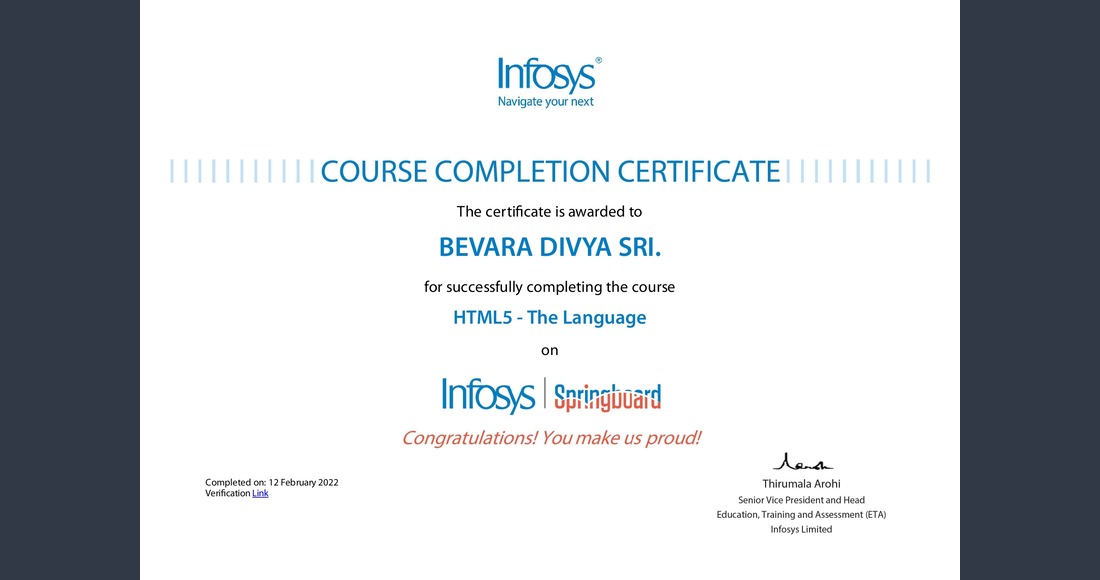 Infosys®
Navigate your next
COURSE COMPLETION CERTIFICATE
The certificate is awarded to
BEVARA DIVYA SRI.
for successfully completing the course
HTML5 - The Language
on
Infosys | Springboard
Congratulations! You make us proud!
Completed on: 12 February 2022
Verification Link
Thirumala Arohi
Senior Vice President and Head
Education, Training and Assessment (ETA)
Infosys Limited